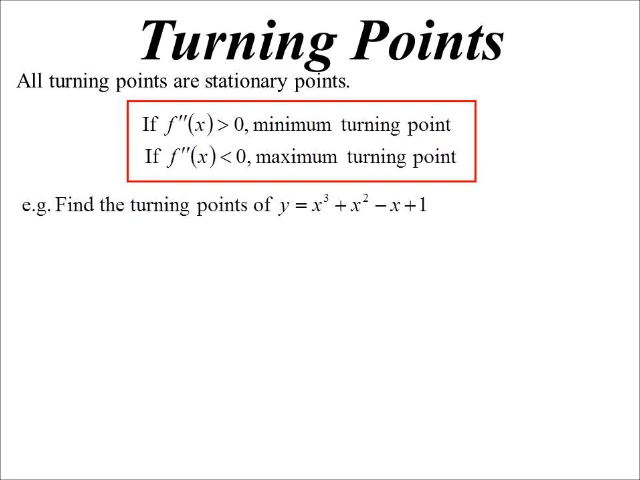 Turning Points
All turning points are stationary points.
If f″(x) > 0, minimum turning point
If f″(x) < 0, maximum turning point
e.g. Find the turning points of y = x³ + x² − x + 1